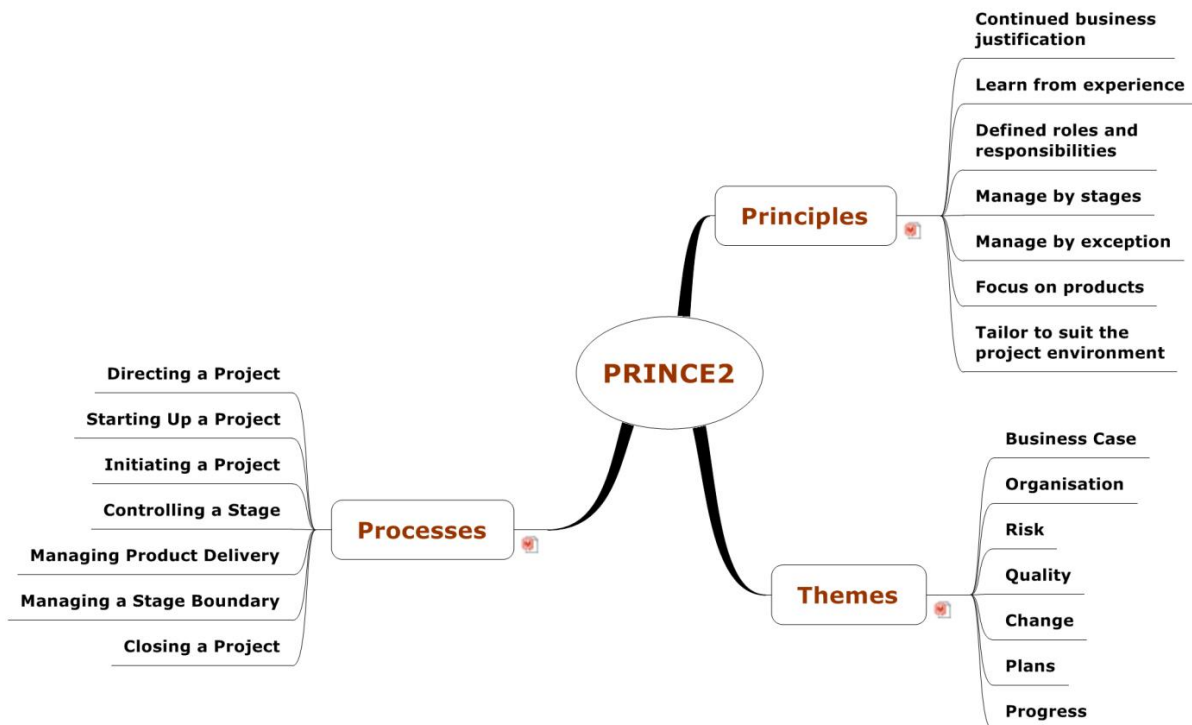 PRINCE2
Principles
Continued business
justification
Learn from experience
Defined roles and
responsibilities
Manage by stages
Manage by exception
Focus on products
Tailor to suit the
project environment
Themes
Business Case
Organisation
Risk
Quality
Change
Plans
Progress
Processes
Directing a Project
Starting Up a Project
Initiating a Project
Controlling a Stage
Managing Product Delivery
Managing a Stage Boundary
Closing a Project